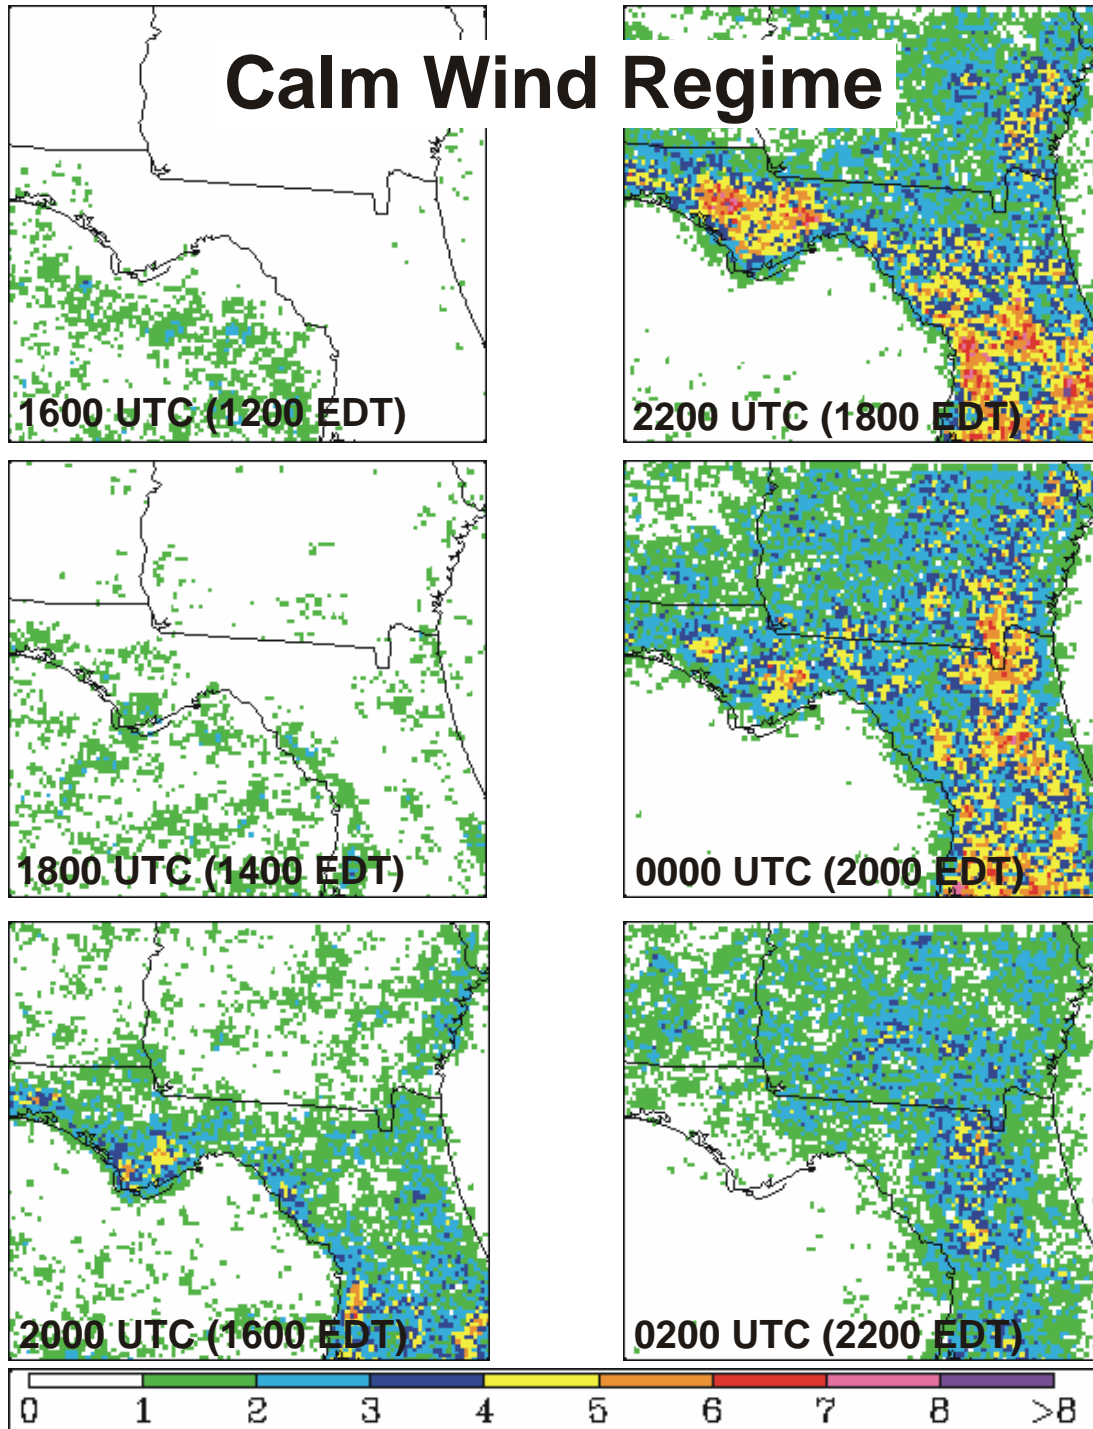 Calm Wind Regime
1600 UTC (1200 EDT)
2200 UTC (1800 EDT)
1800 UTC (1400 EDT)
0000 UTC (2000 EDT)
2000 UTC (1600 EDT)
0200 UTC (2200 EDT)
0 1 2 3 4 5 6 7 8 >8